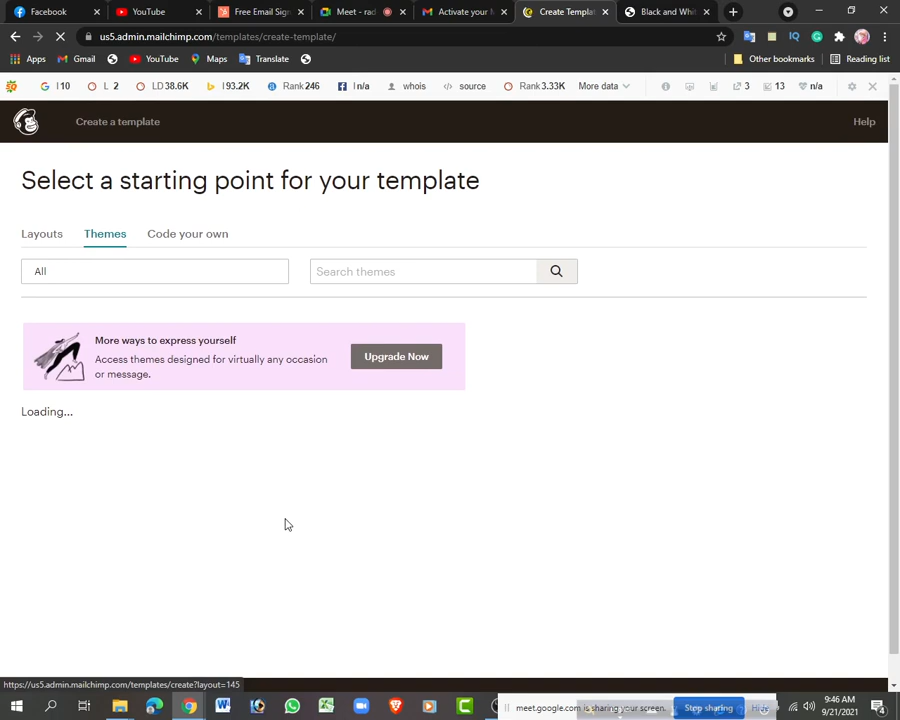 Facebook
YouTube
Free Email Sign
Meet - rad
Activate your M
Create Templat
Black and Whit
us5.admin.mailchimp.com/templates/create-template/
Apps
Gmail
YouTube
Maps
Translate
Other bookmarks
Reading list
I 10
L 2
LD 38.6K
I 93.2K
Rank 246
I n/a
whois
source
Rank 3.33K
More data
3
13
n/a
Create a template
Help
Select a starting point for your template
Layouts
Themes
Code your own
All
Search themes
More ways to express yourself
Access themes designed for virtually any occasion
or message.
Upgrade Now
Loading...
https://us5.admin.mailchimp.com/templates/create?layout=145
meet.google.com is sharing your screen.
Stop sharing
Hide
9:46 AM
9/21/2021